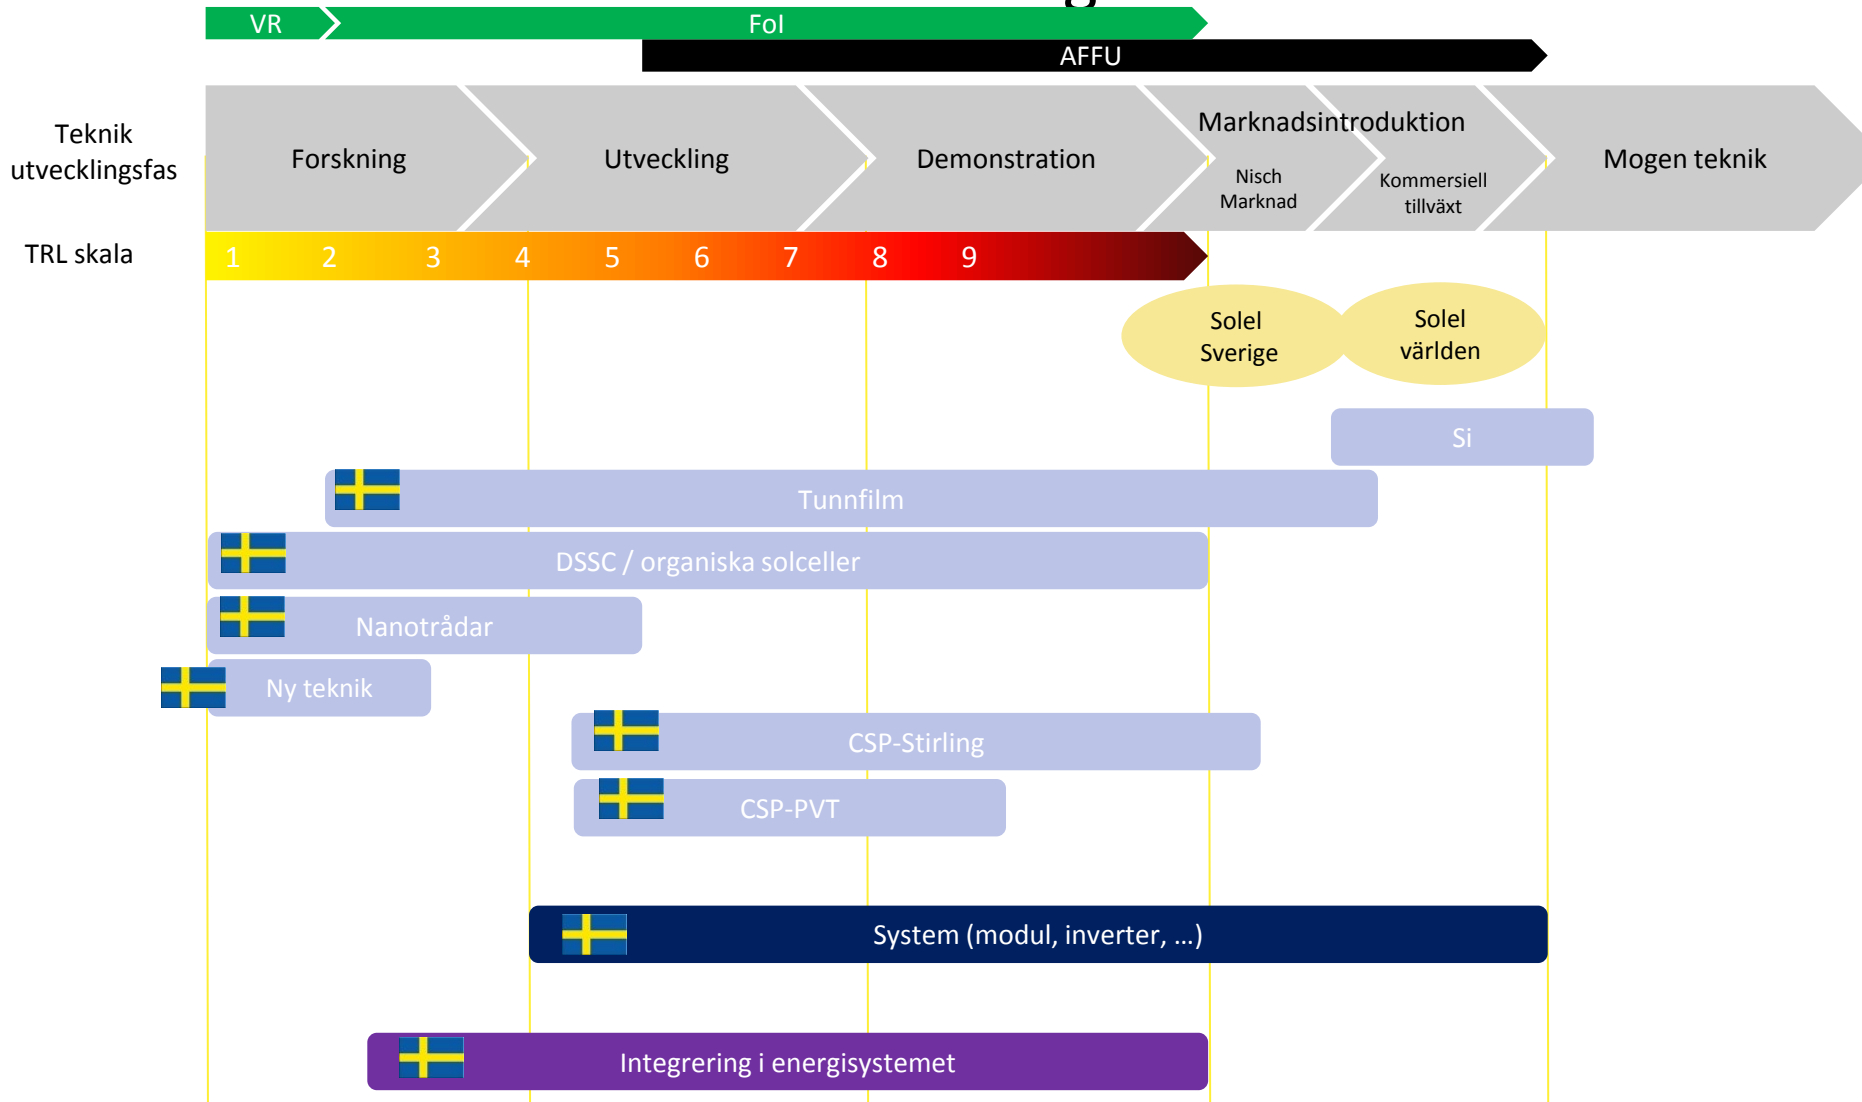 g
VR
FoI
AFFU
Teknik
utvecklingsfas
Forskning
Utveckling
Demonstration
Marknadsintroduktion
Nisch
Marknad
Kommersiell
tillväxt
Mogen teknik
TRL skala
1 2 3 4 5 6 7 8 9
Solel
Sverige
Solel
världen
Si
Tunnfilm
DSSC / organiska solceller
Nanotrådar
Ny teknik
CSP-Stirling
CSP-PVT
System (modul, inverter, ...)
Integrering i energisystemet